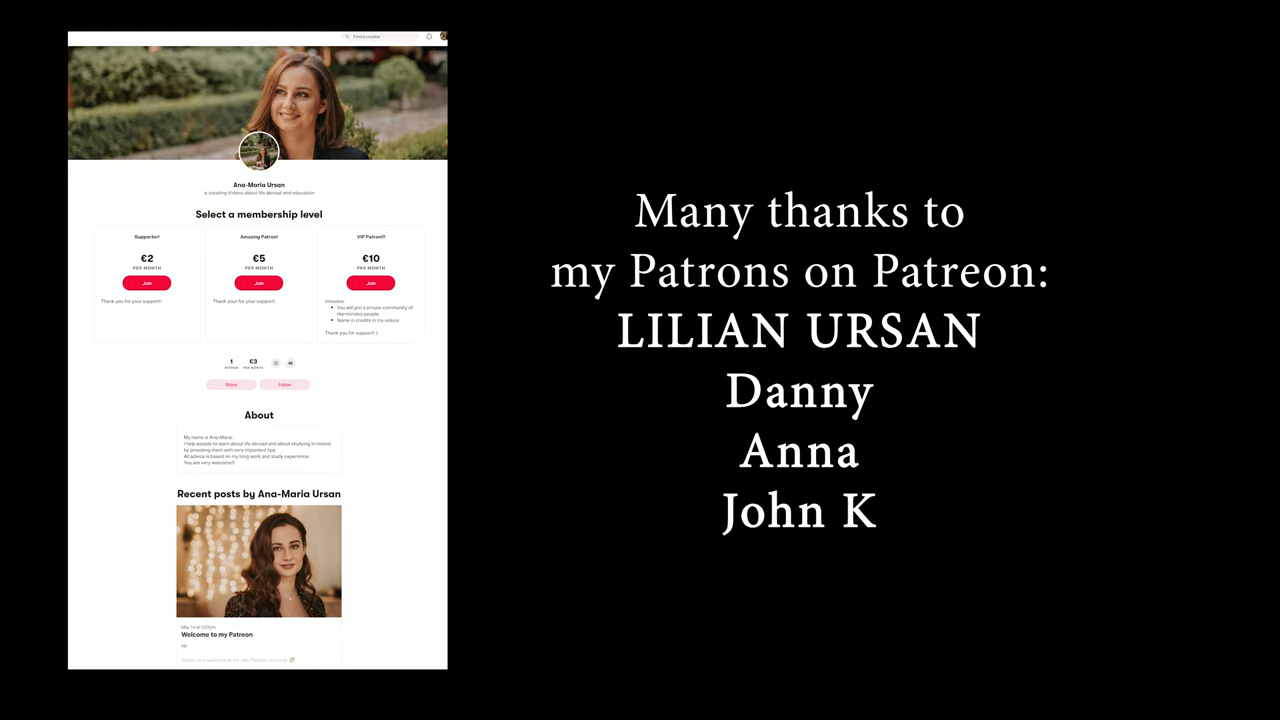 Find a creator
Ana-Maria Ursan
is creating Videos about life abroad and education
Select a membership level
Supporter!
€2
PER MONTH
Join
Thank you for your support!
Amazing Patron!
€5
PER MONTH
Join
Thank your for your support!
VIP Patron!!!
€10
PER MONTH
Join
Includes:
You will join a private community of
like-minded people
Name in credits in my videos
Thank you for support! :)
1
PATRON
€3
PER MONTH
Share
Follow
About
My name is Ana-Maria.
I help people to learn about life abroad and about studying in Ireland
by providing them with very important tips.
All advice is based on my long work and study experience.
You are very welcome!!!
Recent posts by Ana-Maria Ursan
Welcome to my Patreon
Hi!
Many thanks to
my Patrons on Patreon:
LILIAN URSAN
Danny
Anna
John K